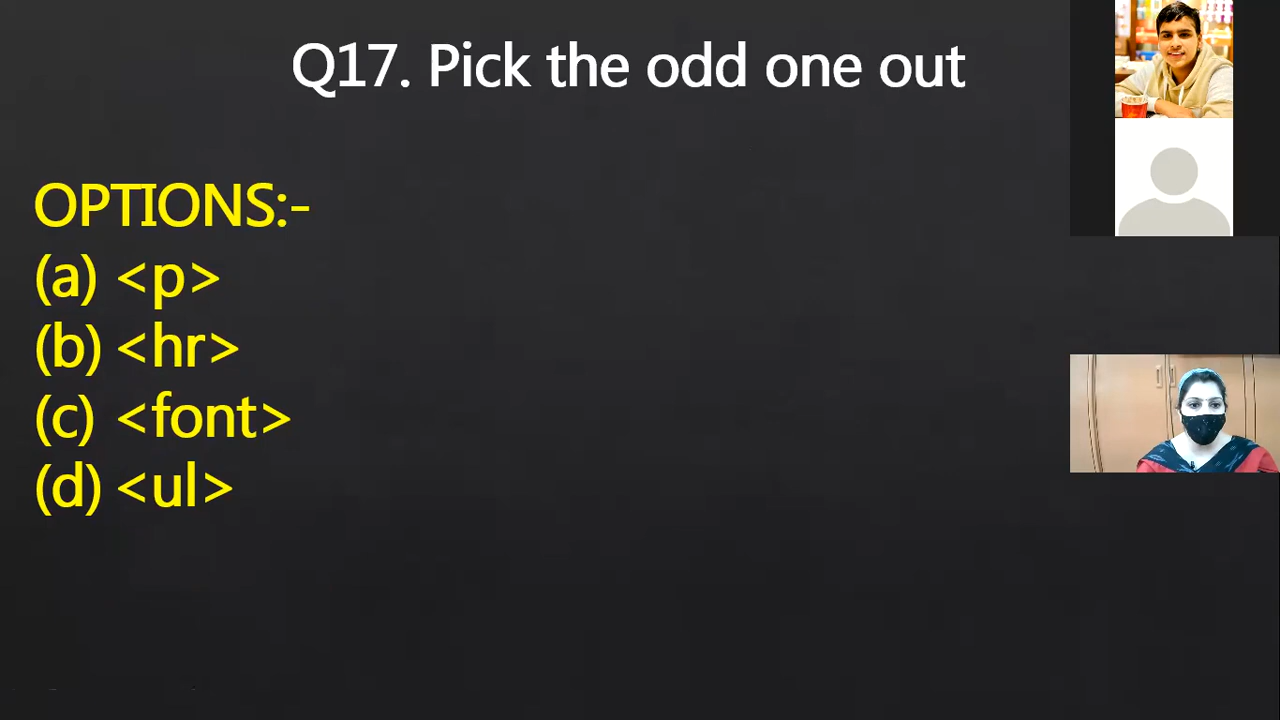 Q17. Pick the odd one out
OPTIONS:-
(a) <p>
(b) <hr>
(c) <font>
(d) <ul>